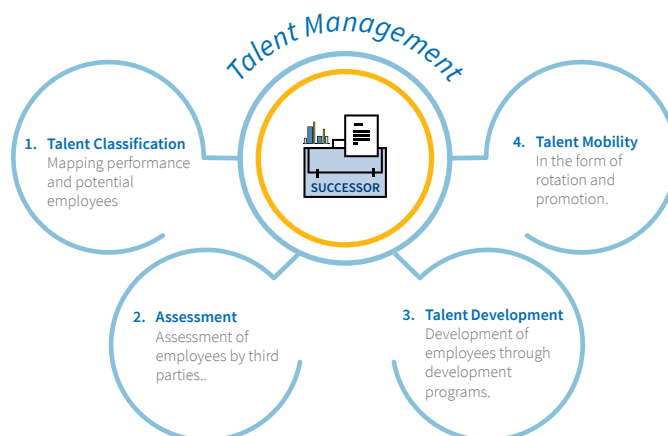 Talent Management
SUCCESSOR
1. Talent Classification
Mapping performance
and potential
employees
2. Assessment
Assessment of
employees by third
parties..
3. Talent Development
Development of
employees through
development
programs.
4. Talent Mobility
In the form of
rotation and
promotion.